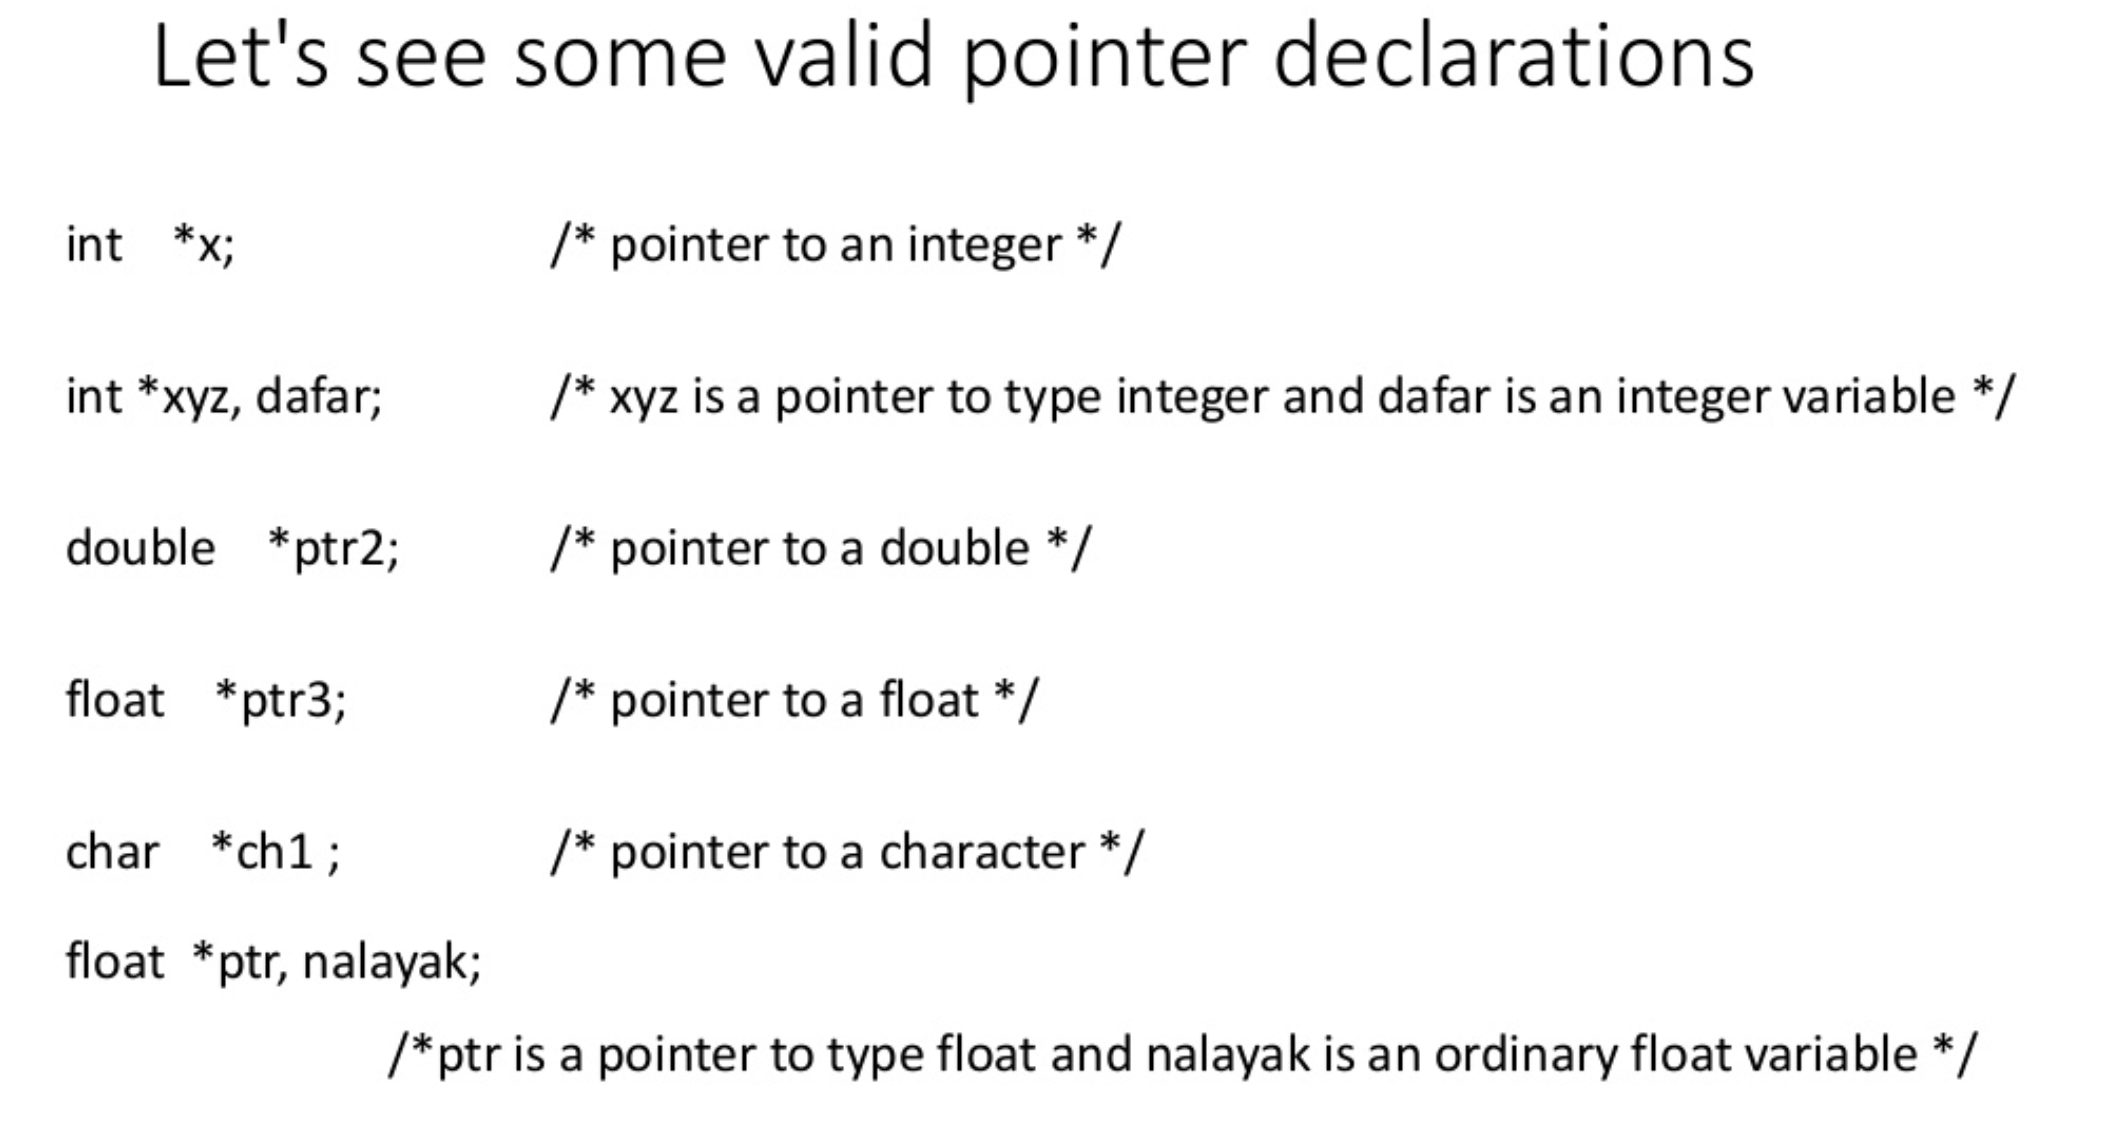 Let's see some valid pointer declarations
int *x; /* pointer to an integer */
int *xyz, dafar; /* xyz is a pointer to type integer and dafar is an integer variable */
double *ptr2; /* pointer to a double */
float *ptr3; /* pointer to a float */
char *ch1 ; /* pointer to a character */
float *ptr, nalayak;
/*ptr is a pointer to type float and nalayak is an ordinary float variable */